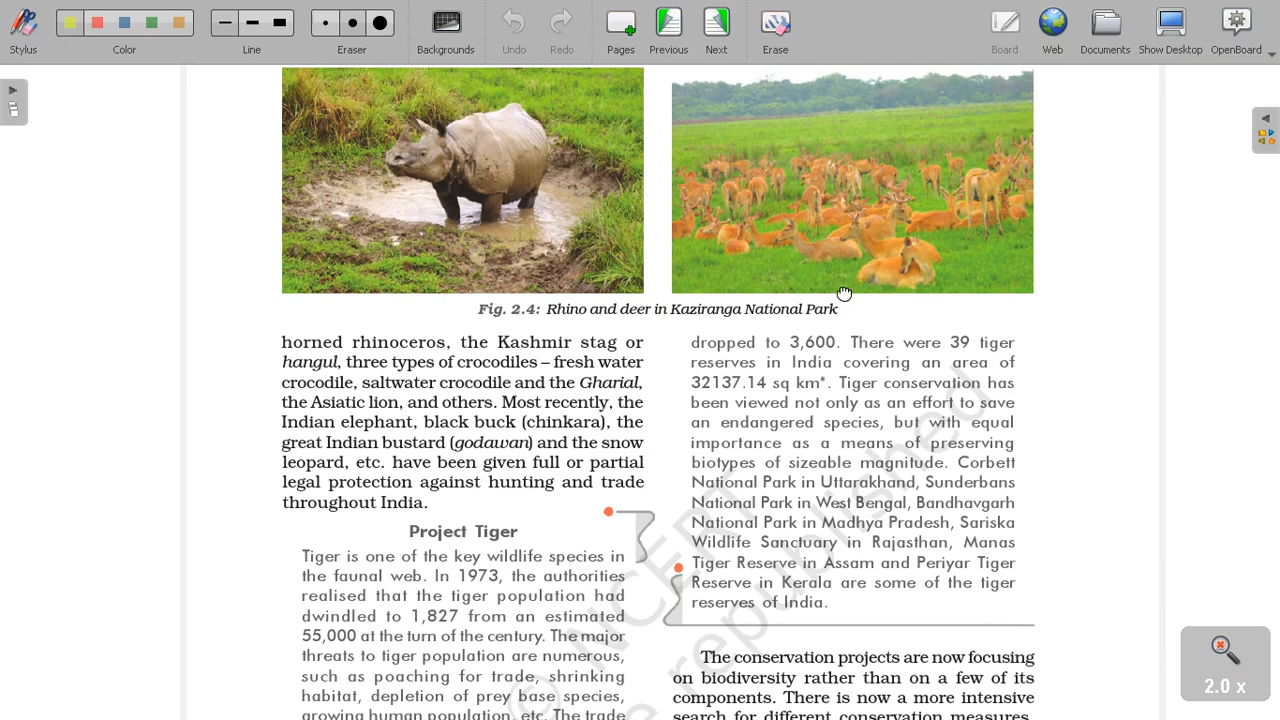 Stylus
Color
Line
Eraser
Backgrounds
Undo
Redo
Pages
Previous
Next
Erase
Board
Web
Documents
Show Desktop
OpenBoard
Fig. 2.4: Rhino and deer in Kaziranga National Park
horned rhinoceros, the Kashmir stag or
hangul, three types of crocodiles – fresh water
crocodile, saltwater crocodile and the Gharial,
the Asiatic lion, and others. Most recently, the
Indian elephant, black buck (chinkara), the
great Indian bustard (godawan) and the snow
leopard, etc. have been given full or partial
legal protection against hunting and trade
throughout India.
Project Tiger
Tiger is one of the key wildlife species in
the faunal web. In 1973, the authorities
realised that the tiger population had
dwindled to 1,827 from an estimated
55,000 at the turn of the century. The major
threats to tiger population are numerous,
such as poaching for trade, shrinking
habitat, depletion of prey base species,
growing human population, etc. The trade
dropped to 3,600. There were 39 tiger
reserves in India covering an area of
32137.14 sq km*. Tiger conservation has
been viewed not only as an effort to save
an endangered species, but with equal
importance as a means of preserving
biotypes of sizeable magnitude. Corbett
National Park in Uttarakhand, Sunderbans
National Park in West Bengal, Bandhavgarh
National Park in Madhya Pradesh, Sariska
Wildlife Sanctuary in Rajasthan, Manas
Tiger Reserve in Assam and Periyar Tiger
Reserve in Kerala are some of the tiger
reserves of India.
The conservation projects are now focusing
on biodiversity rather than on a few of its
components. There is now a more intensive
search for different conservation measures.
© NCERT
republished
2.0 x